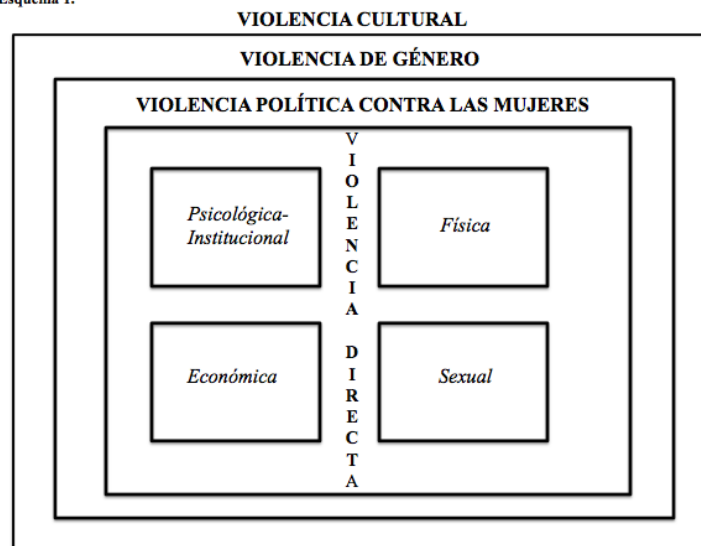 Esquema 1.
VIOLENCIA CULTURAL
VIOLENCIA DE GÉNERO
VIOLENCIA POLÍTICA CONTRA LAS MUJERES
VIOLENCIA DIRECTA
Psicológica-
Institucional
Física
Económica
Sexual